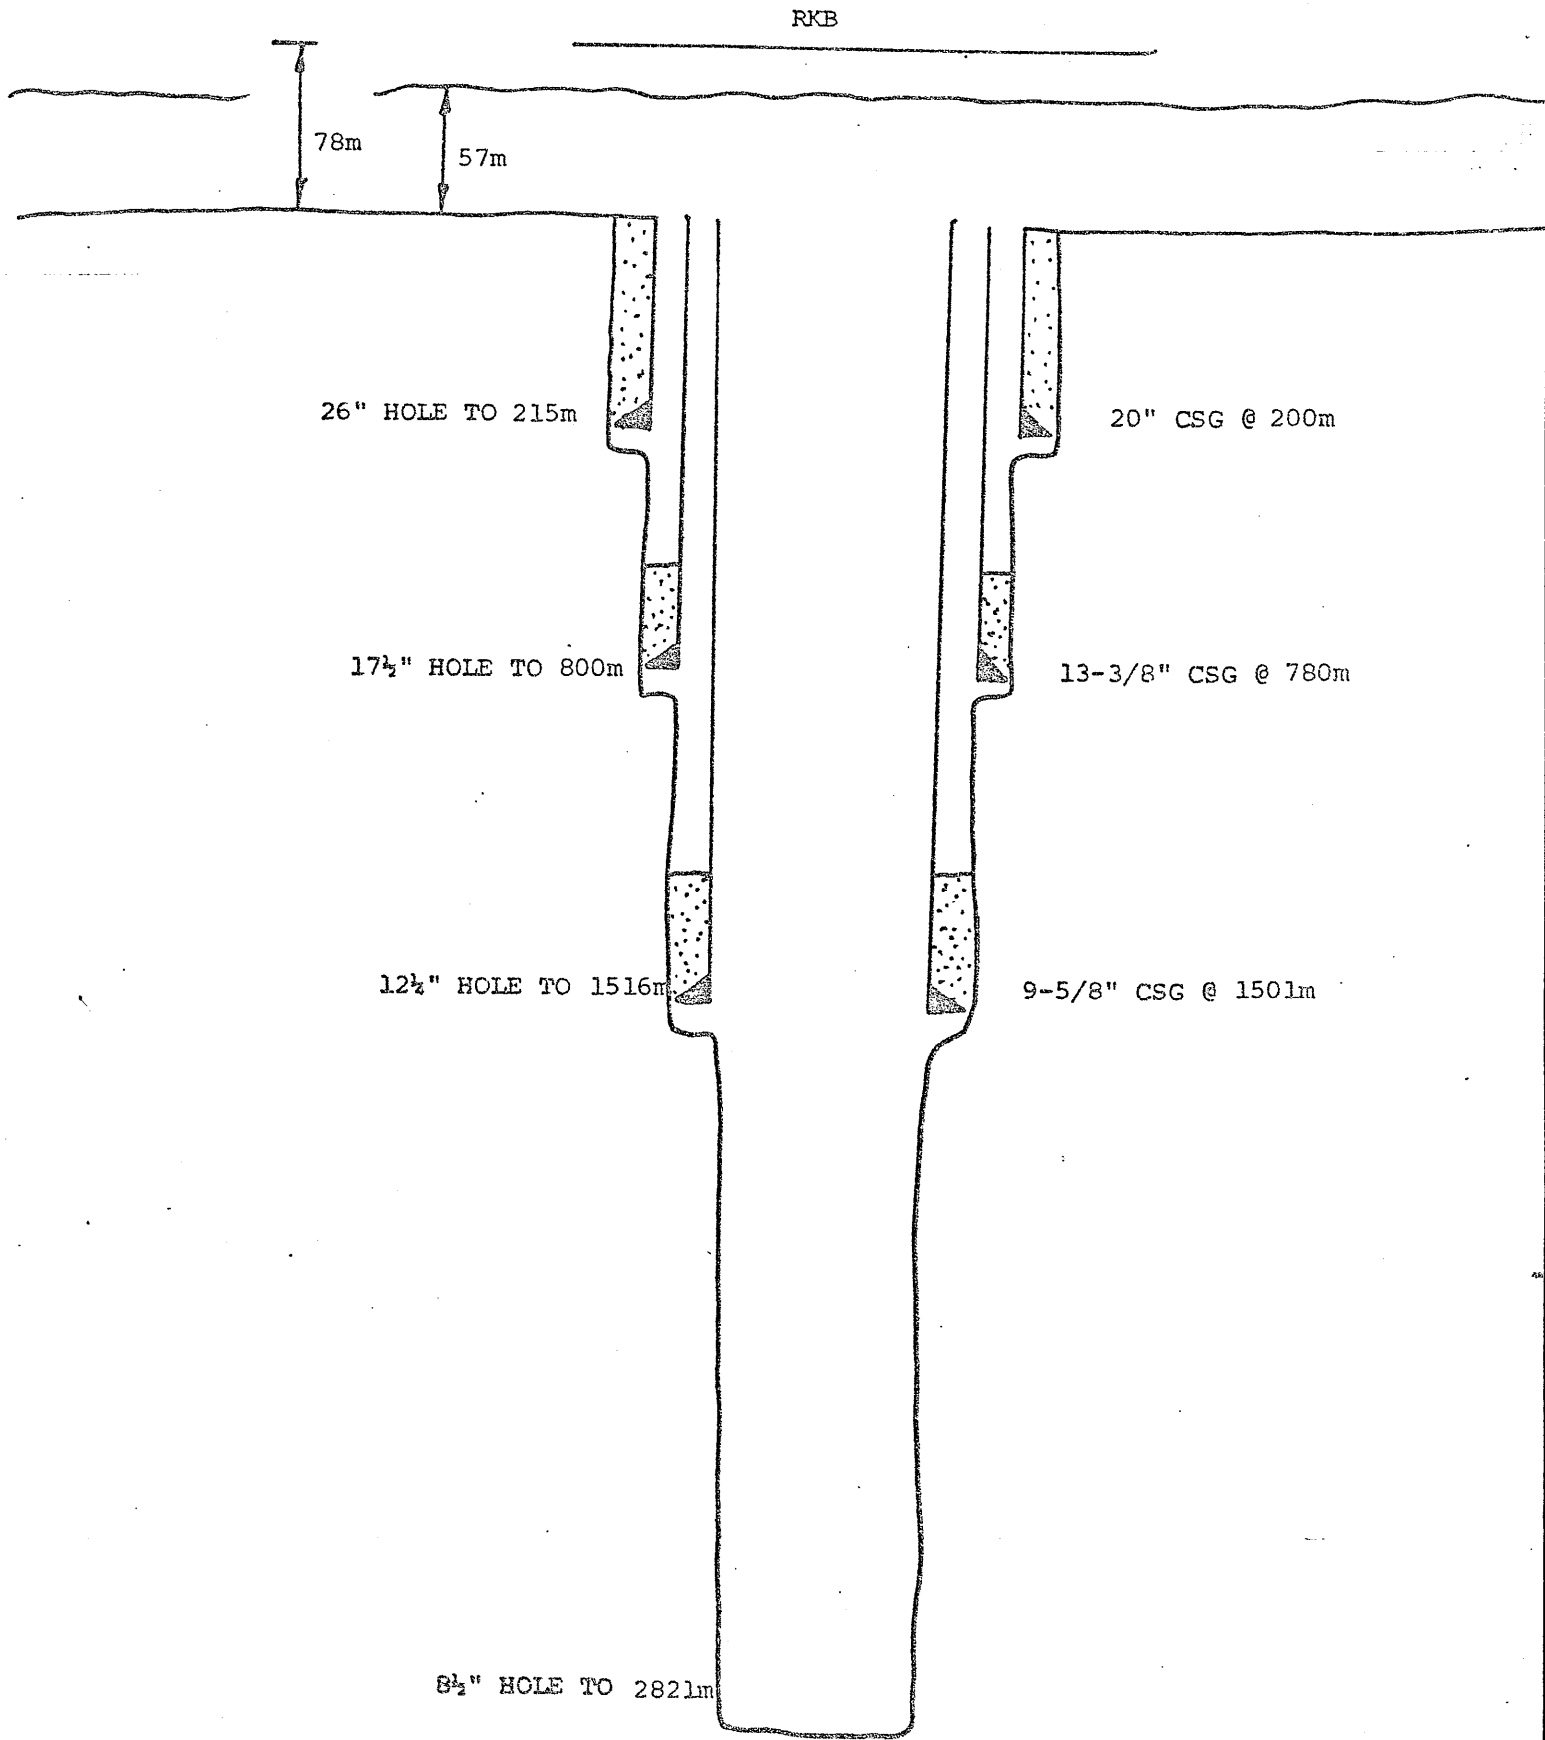 RKB
78m
57m
26" HOLE TO 215m
20" CSG @ 200m
17½" HOLE TO 800m
13-3/8" CSG @ 780m
12¼" HOLE TO 1516m
9-5/8" CSG @ 1501m
8½" HOLE TO 2821m